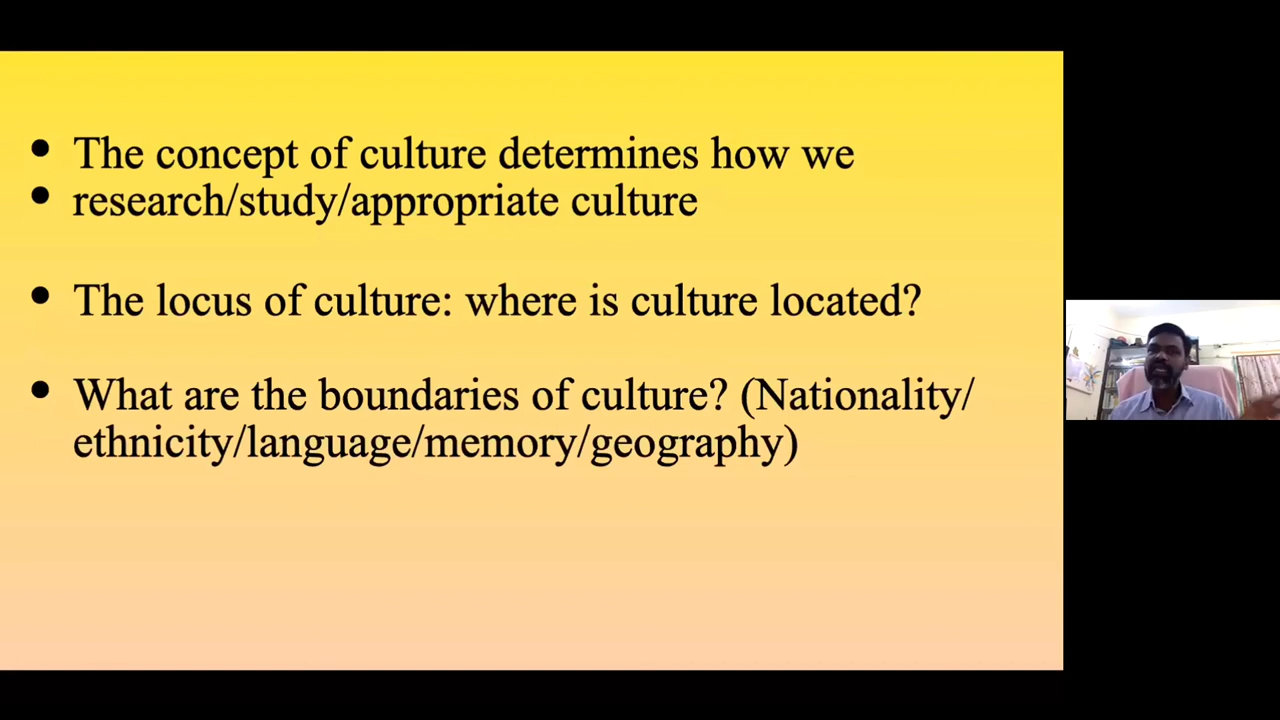 • The concept of culture determines how we
• research/study/appropriate culture
• The locus of culture: where is culture located?
• What are the boundaries of culture? (Nationality/
ethnicity/language/memory/geography)